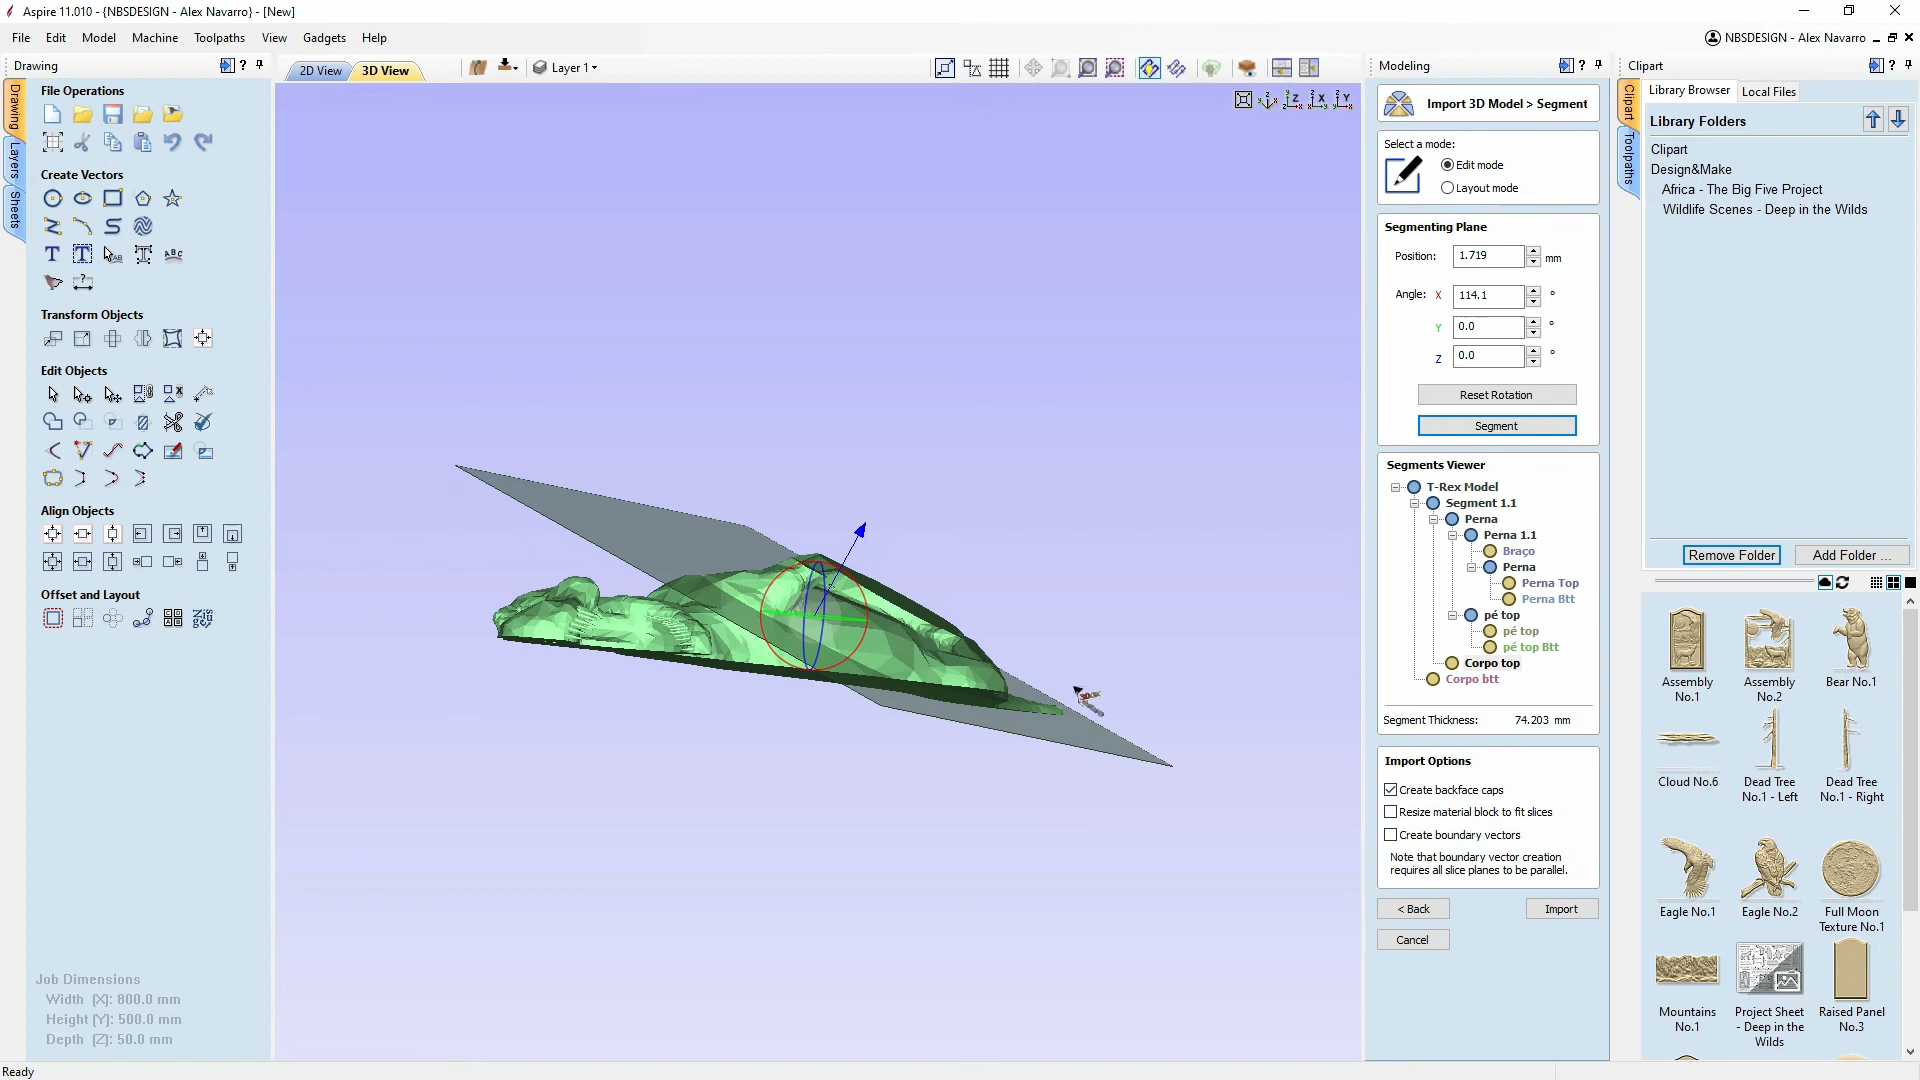 Aspire 11.010 - {NBSDESIGN - Alex Navarro} - [New]
File Edit Model Machine Toolpaths View Gadgets Help
NBSDESIGN - Alex Navarro
Drawing
2D View
3D View
Layer 1
Drawing
Layers
Sheets
File Operations
Create Vectors
Transform Objects
Edit Objects
Align Objects
Offset and Layout
Job Dimensions
Width (X): 800.0 mm
Height (Y): 500.0 mm
Depth (Z): 50.0 mm
Ready
Modeling
Import 3D Model > Segment
Select a mode:
Edit mode
Layout mode
Segmenting Plane
Position: 1.719 mm
Angle: X 114.1 °
Y 0.0 °
Z 0.0 °
Reset Rotation
Segment
Segments Viewer
T-Rex Model
Segment 1.1
Perna
Perna 1.1
Braço
Perna
Perna Top
Perna Btt
pé top
pé top
pé top Btt
Corpo top
Corpo btt
Segment Thickness: 74.203 mm
Import Options
Create backface caps
Resize material block to fit slices
Create boundary vectors
Note that boundary vector creation
requires all slice planes to be parallel.
< Back
Import
Cancel
Clipart
Clipart
Toolpaths
Library Browser
Local Files
Library Folders
Clipart
Design&Make
Africa - The Big Five Project
Wildlife Scenes - Deep in the Wilds
Remove Folder
Add Folder ...
Assembly
No.1
Assembly
No.2
Bear No.1
Cloud No.6
Dead Tree
No.1 - Left
Dead Tree
No.1 - Right
Eagle No.1
Eagle No.2
Full Moon
Texture No.1
Mountains
No.1
Project Sheet
- Deep in the
Wilds
Raised Panel
No.3